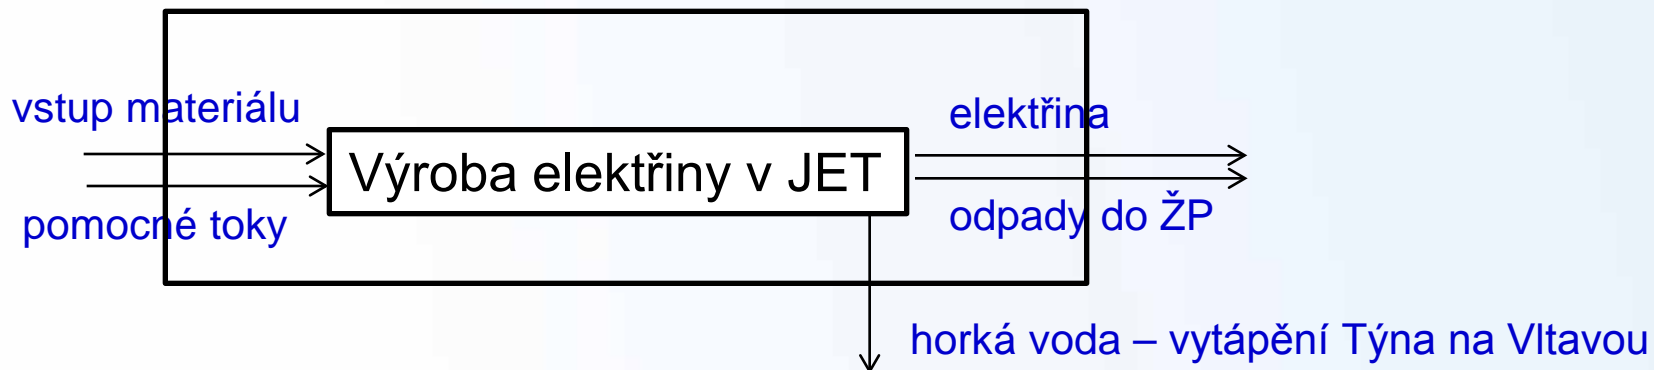 vstup materiálu
elektřina
Výroba elektřiny v JET
pomocné toky
odpady do ŽP
horká voda – vytápění Týna na Vltavou